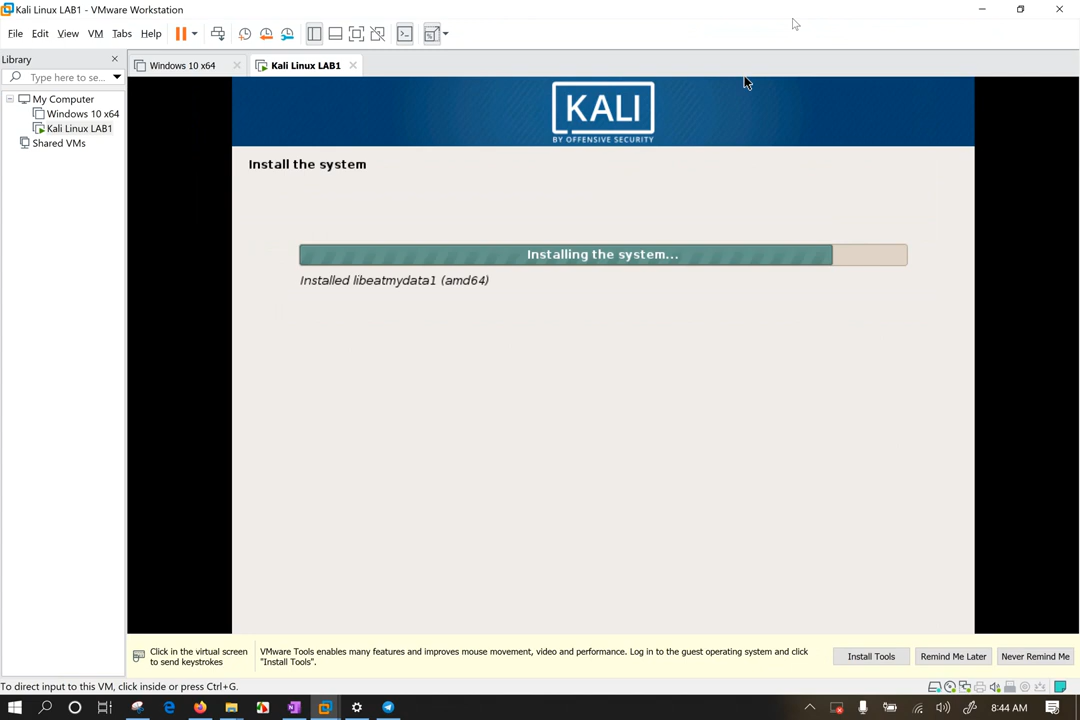 Kali Linux LAB1 - VMware Workstation
File Edit View VM Tabs Help
Library
Type here to se...
My Computer
Windows 10 x64
Kali Linux LAB1
Shared VMs
Windows 10 x64
Kali Linux LAB1
KALI
BY OFFENSIVE SECURITY
Install the system
Installing the system...
Installed libeatmydata1 (amd64)
Click in the virtual screen
to send keystrokes
VMware Tools enables many features and improves mouse movement, video and performance. Log in to the guest operating system and click
"Install Tools".
Install Tools
Remind Me Later
Never Remind Me
To direct input to this VM, click inside or press Ctrl+G.
8:44 AM